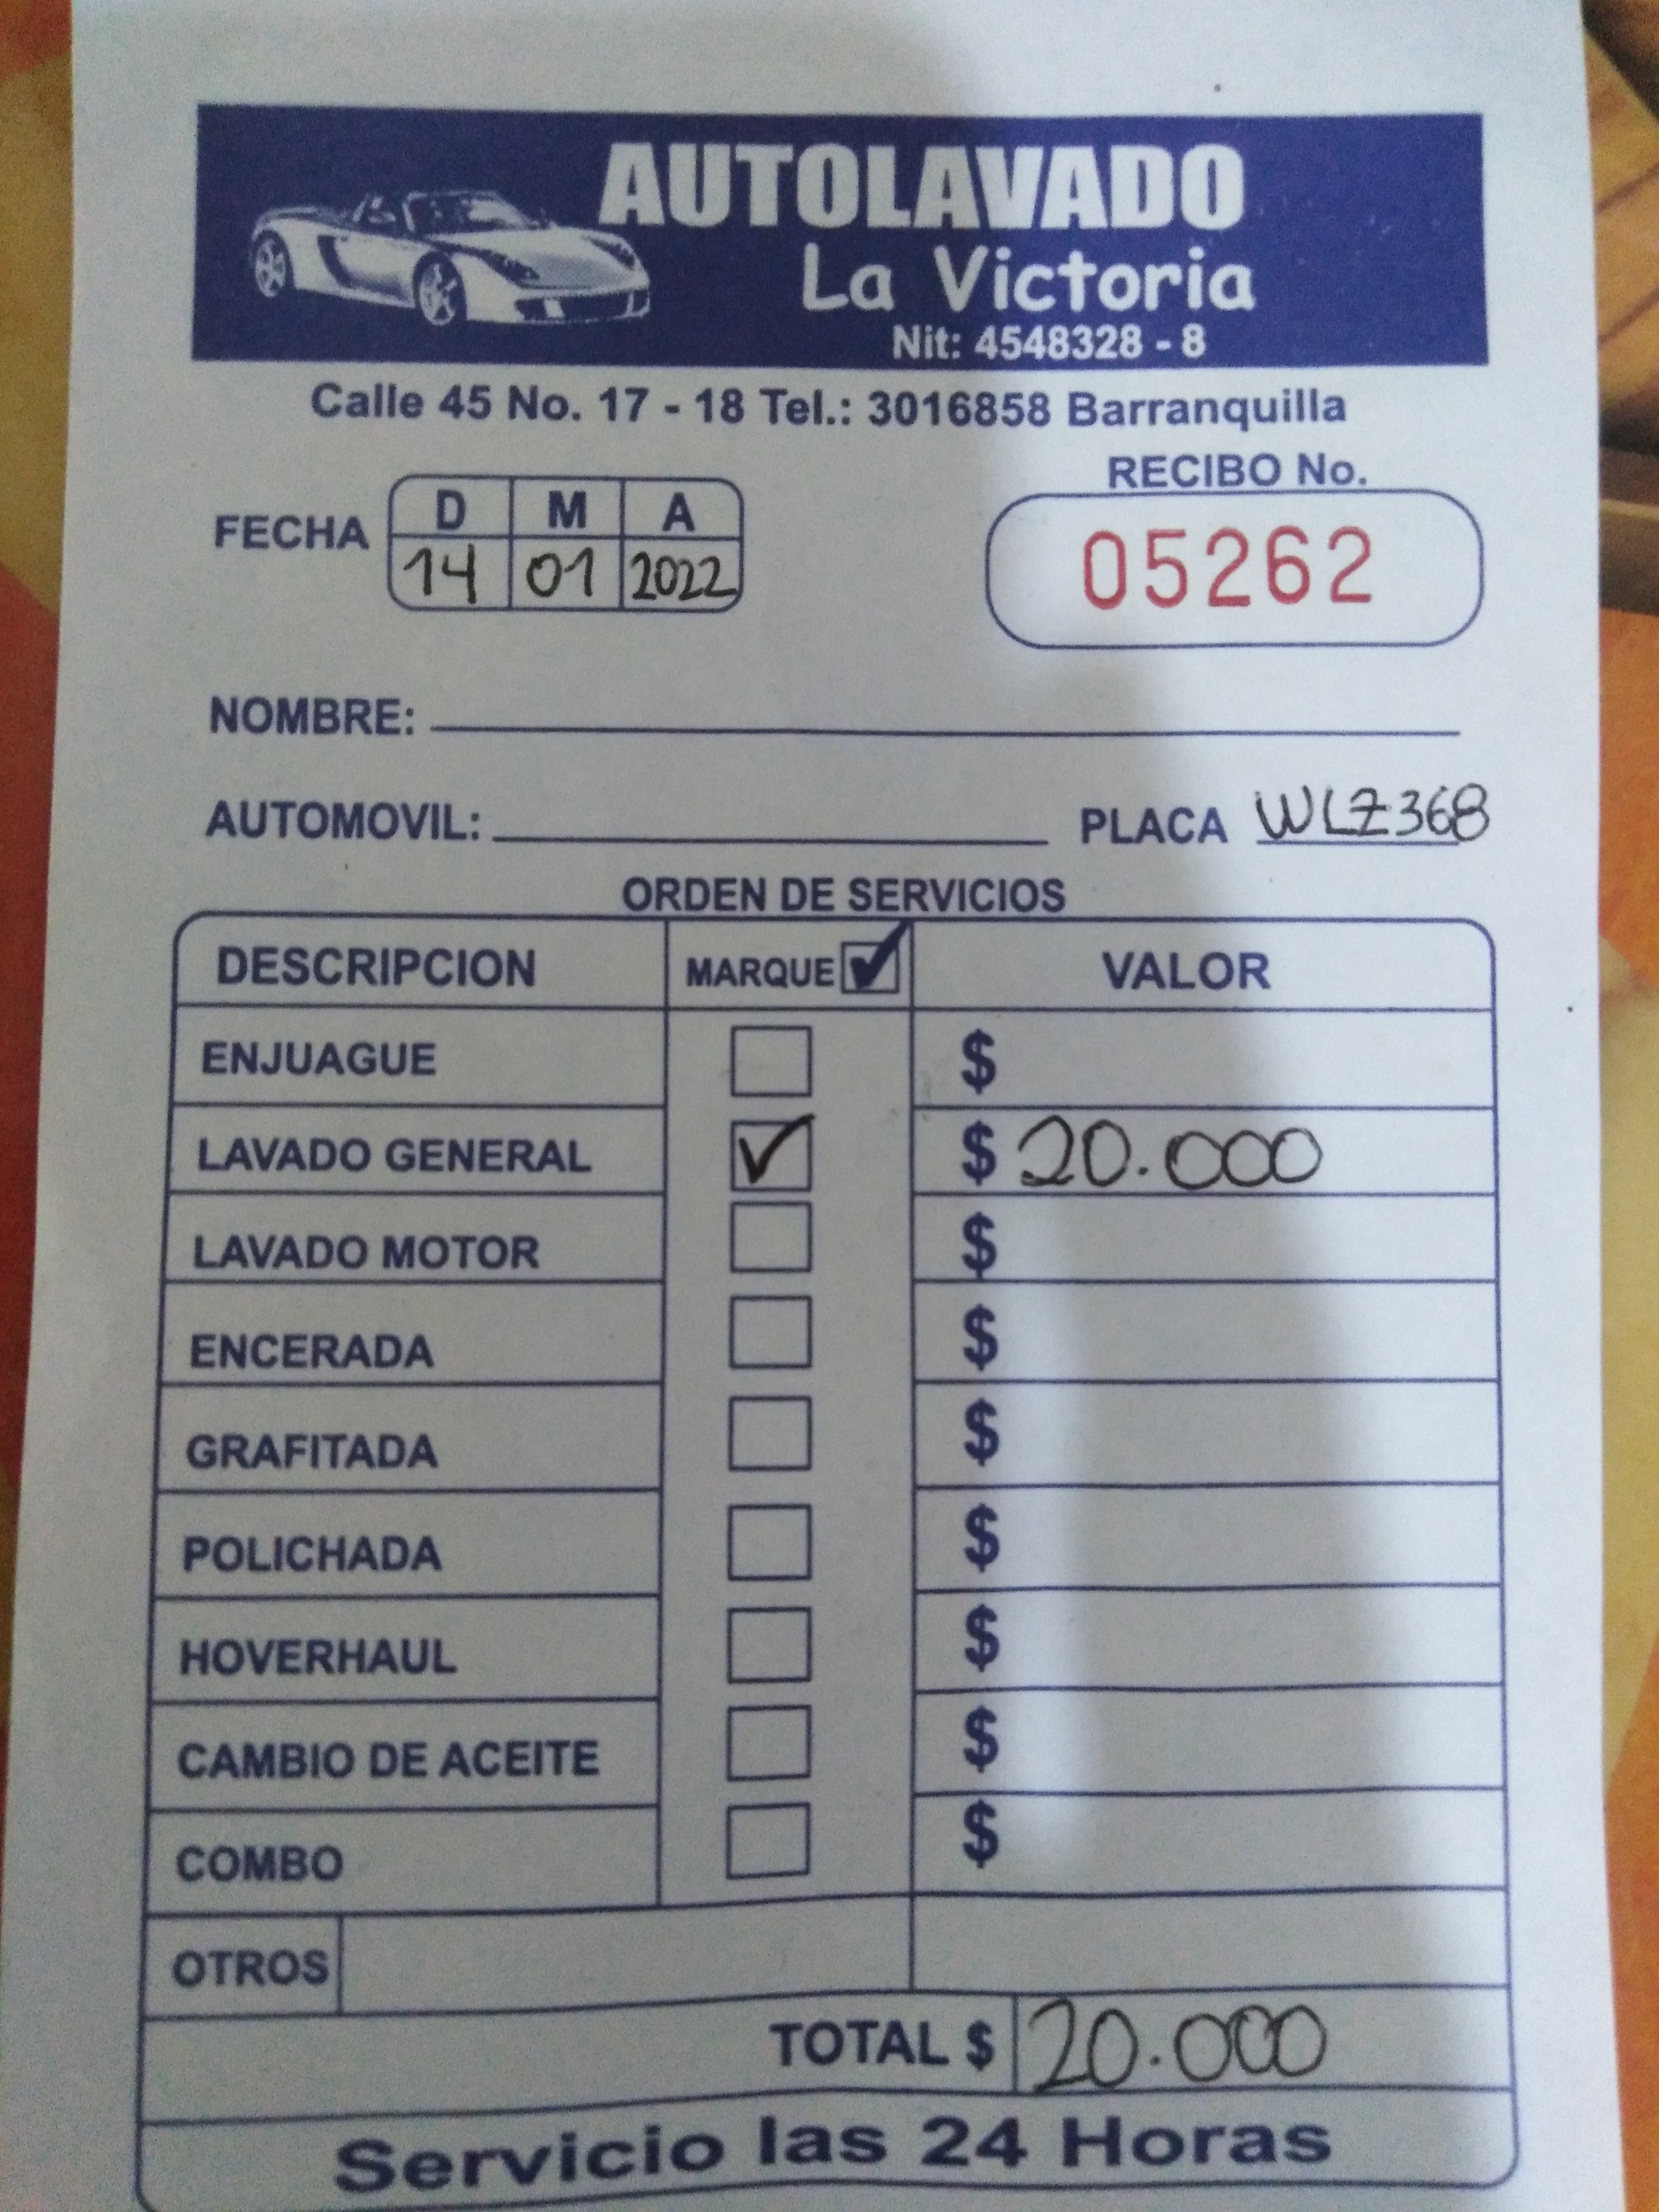 AUTOLAVADO
La Victoria
Nit: 4548328 - 8
Calle 45 No. 17 - 18 Tel.: 3016858 Barranquilla
RECIBO No.
05262
FECHA
D M A
14 01 2022
NOMBRE:
AUTOMOVIL: PLACA WLZ368
ORDEN DE SERVICIOS
DESCRIPCION MARQUE VALOR
ENJUAGUE $
LAVADO GENERAL $ 20.000
LAVADO MOTOR $
ENCERADA $
GRAFITADA $
POLICHADA $
HOVERHAUL $
CAMBIO DE ACEITE $
COMBO $
OTROS
TOTAL $ 20.000
Servicio las 24 Horas